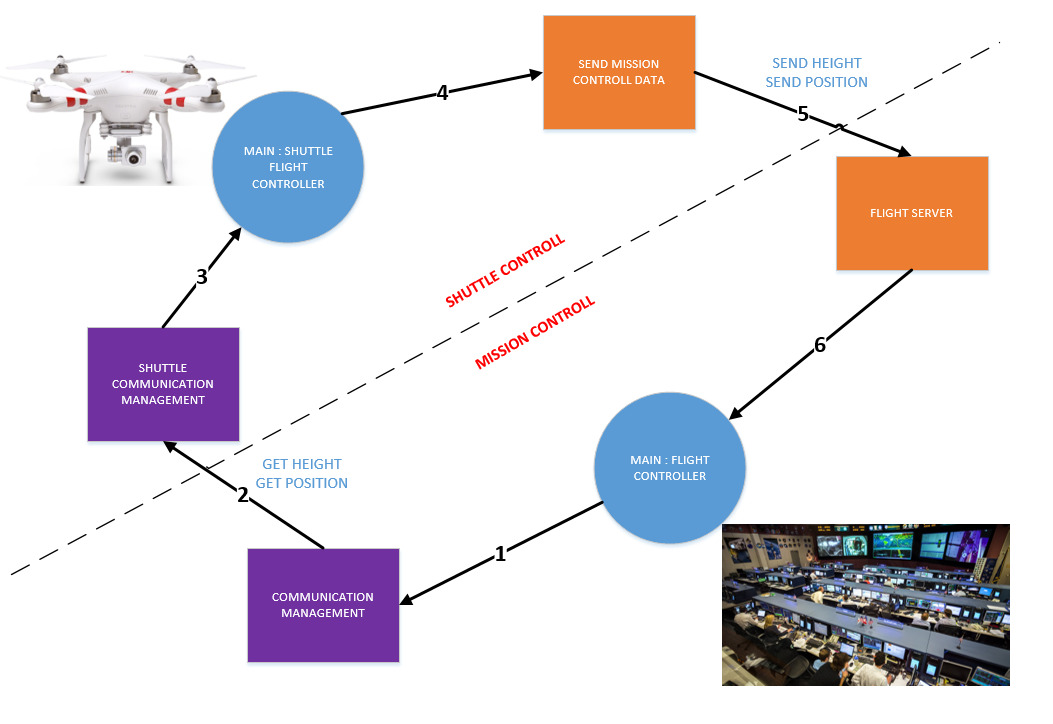 SEND MISSION
CONTROLL DATA
SEND HEIGHT
SEND POSITION
4
5
MAIN : SHUTTLE
FLIGHT
CONTROLLER
FLIGHT SERVER
SHUTTLE CONTROLL
3
MISSION CONTROLL
6
SHUTTLE
COMMUNICATION
MANAGEMENT
GET HEIGHT
GET POSITION
2
MAIN : FLIGHT
CONTROLLER
1
COMMUNICATION
MANAGEMENT